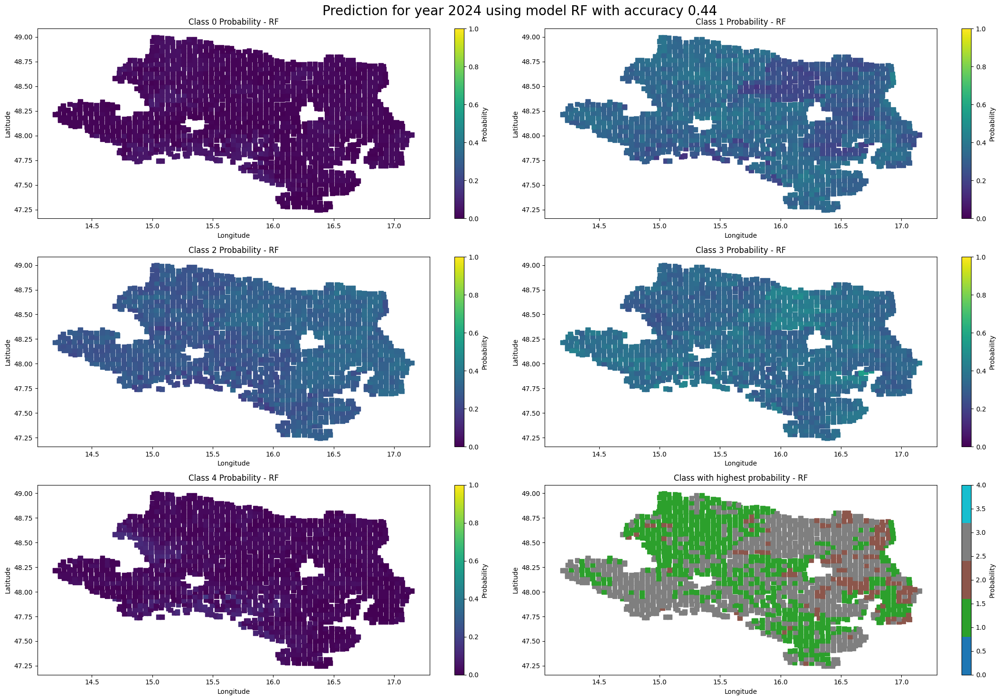 Prediction for year 2024 using model RF with accuracy 0.44
Class 0 Probability - RF
49.00
48.75
48.50
48.25
48.00
47.75
47.50
47.25
Latitude
14.5 15.0 15.5 16.0 16.5 17.0
Longitude
1.0
0.8
0.6
0.4
0.2
0.0
Probability
Class 1 Probability - RF
49.00
48.75
48.50
48.25
48.00
47.75
47.50
47.25
Latitude
14.5 15.0 15.5 16.0 16.5 17.0
Longitude
1.0
0.8
0.6
0.4
0.2
0.0
Probability
Class 2 Probability - RF
49.00
48.75
48.50
48.25
48.00
47.75
47.50
47.25
Latitude
14.5 15.0 15.5 16.0 16.5 17.0
Longitude
1.0
0.8
0.6
0.4
0.2
0.0
Probability
Class 3 Probability - RF
49.00
48.75
48.50
48.25
48.00
47.75
47.50
47.25
Latitude
14.5 15.0 15.5 16.0 16.5 17.0
Longitude
1.0
0.8
0.6
0.4
0.2
0.0
Probability
Class 4 Probability - RF
49.00
48.75
48.50
48.25
48.00
47.75
47.50
47.25
Latitude
14.5 15.0 15.5 16.0 16.5 17.0
Longitude
1.0
0.8
0.6
0.4
0.2
0.0
Probability
Class with highest probability - RF
49.00
48.75
48.50
48.25
48.00
47.75
47.50
47.25
Latitude
14.5 15.0 15.5 16.0 16.5 17.0
Longitude
4.0
3.5
3.0
2.5
2.0
1.5
1.0
0.5
0.0
Probability